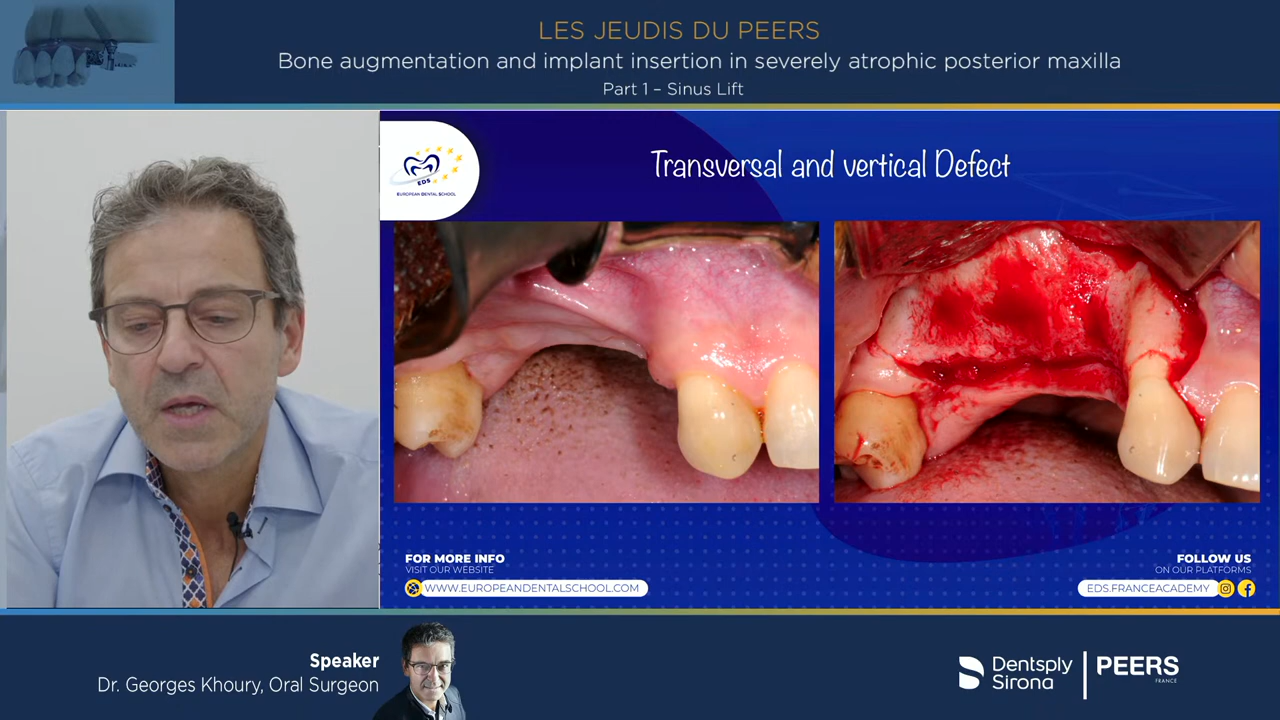 LES JEUDIS DU PEERS
Bone augmentation and implant insertion in severely atrophic posterior maxilla
Part 1 – Sinus Lift
EDS
EUROPEAN DENTAL SCHOOL
Transversal and vertical Defect
FOR MORE INFO
VISIT OUR WEBSITE
WWW.EUROPEANDENTALSCHOOL.COM
FOLLOW US
ON OUR PLATFORMS
EDS.FRANCEACADEMY
Speaker
Dr. Georges Khoury, Oral Surgeon
Dentsply
Sirona
PEERS
FRANCE